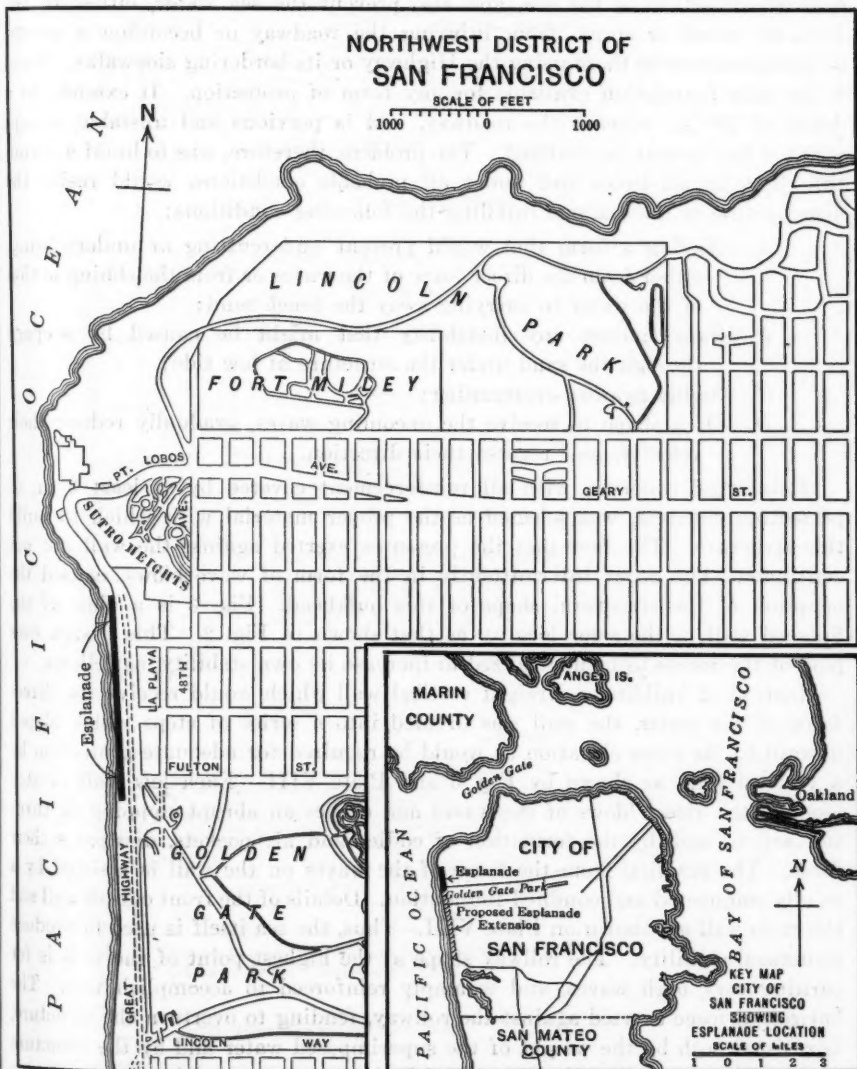 NORTHWEST DISTRICT OF
SAN FRANCISCO
SCALE OF FEET
1000 0 1000
N
PACIFIC OCEAN
LINCOLN
PARK
FORT MILEY
PT. LOBOS AVE.
GEARY ST.
SUTRO HEIGHTS
48TH AVES.
LA PLAYA
48TH
Esplanade
FULTON ST.
GREAT HIGHWAY
GOLDEN
GATE
PARK
LINCOLN WAY
MARIN
COUNTY
ANGEL IS.
Golden Gate
BAY OF SAN FRANCISCO
Oakland
PACIFIC OCEAN
CITY OF
Esplanade
Golden Gate Park
Proposed Esplanade
Extension
SAN FRANCISCO
SAN MATEO
COUNTY
N
KEY MAP
CITY OF
SAN FRANCISCO
SHOWING
ESPLANADE LOCATION
SCALE OF MILES
1 0 1 2 3